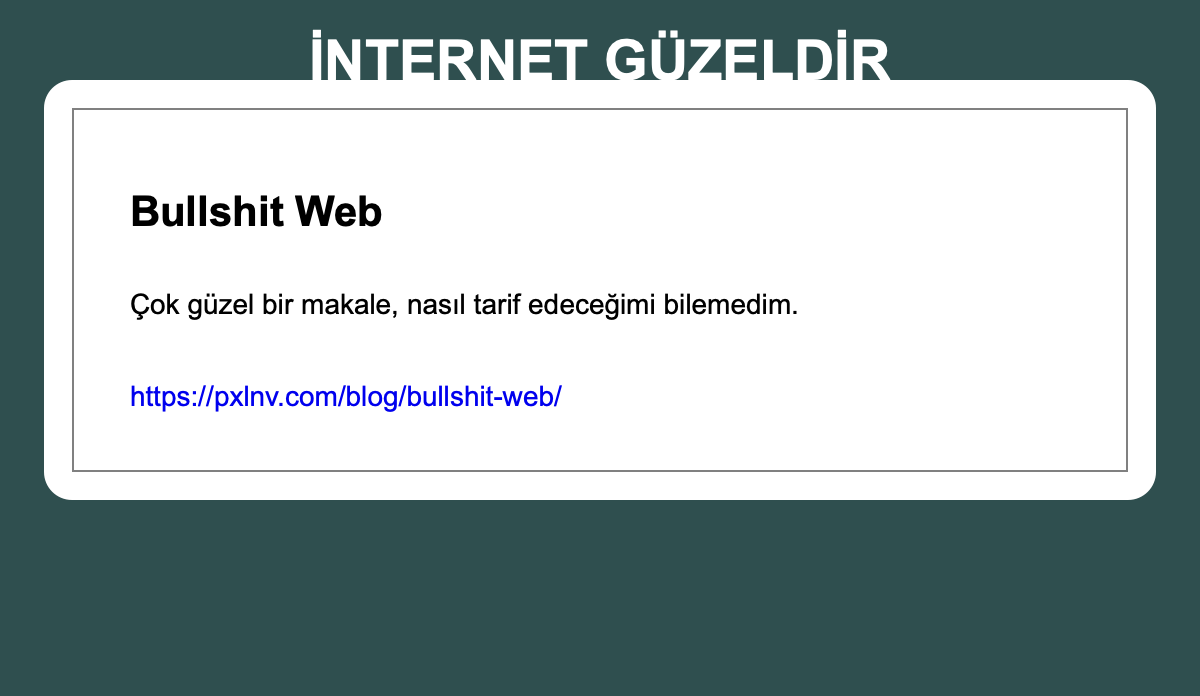 İNTERNET GÜZELDİR
Bullshit Web
Çok güzel bir makale, nasıl tarif edeceğimi bilemedim.
https://pxlnv.com/blog/bullshit-web/